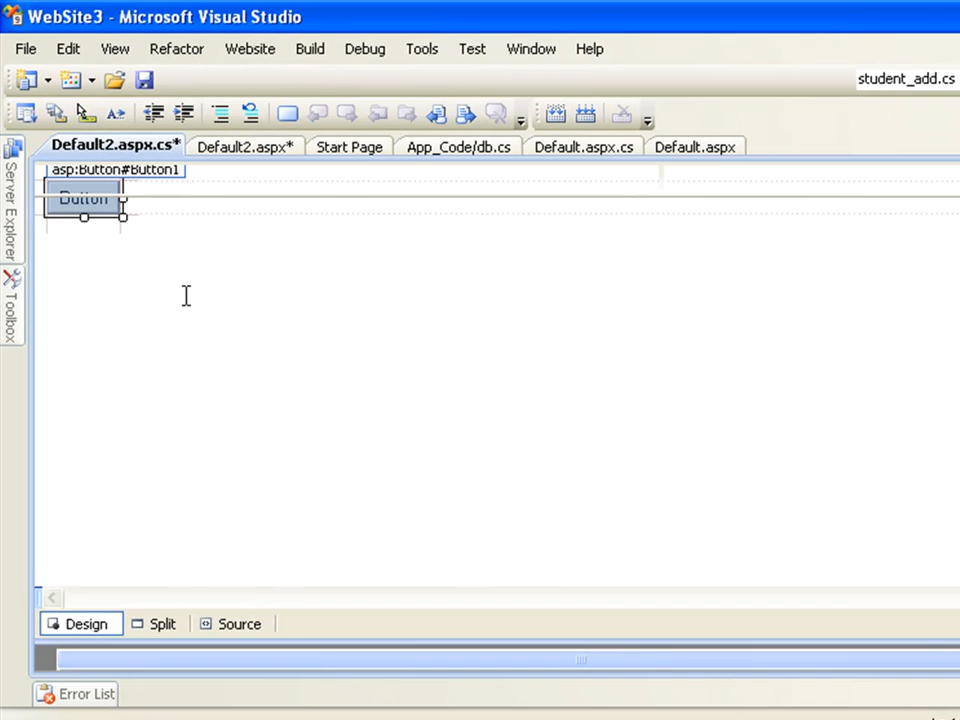 WebSite3 - Microsoft Visual Studio
File Edit View Refactor Website Build Debug Tools Test Window Help
student_add.cs
Default2.aspx.cs* Default2.aspx* Start Page App_Code/db.cs Default.aspx.cs Default.aspx
asp:Button#Button1
Button
Server Explorer
Toolbox
Design Split Source
Error List